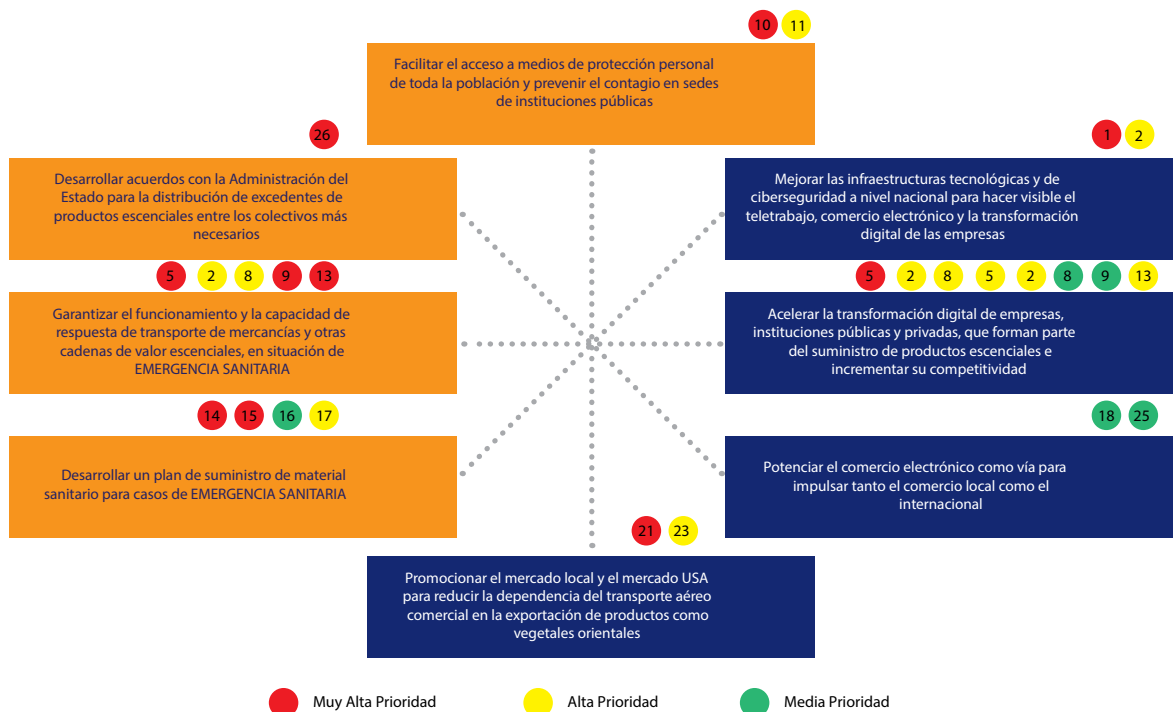 10 11
Facilitar el acceso a medios de protección personal
de toda la población y prevenir el contagio en sedes
de instituciones públicas
26
Desarrollar acuerdos con la Administración del
Estado para la distribución de excedentes de
productos escenciales entre los colectivos más
necesarios
1 2
Mejorar las infraestructuras tecnológicas y de
ciberseguridad a nivel nacional para hacer visible el
teletrabajo, comercio electrónico y la transformación
digital de las empresas
5 2 8 9 13
Garantizar el funcionamiento y la capacidad de
respuesta de transporte de mercancías y otras
cadenas de valor escenciales, en situación de
EMERGENCIA SANITARIA
5 2 8 5 2 8 9 13
Acelerar la transformación digital de empresas,
instituciones públicas y privadas, que forman parte
del suministro de productos escenciales e
incrementar su competitividad
14 15 16 17
Desarrollar un plan de suministro de material
sanitario para casos de EMERGENCIA SANITARIA
18 25
Potenciar el comercio electrónico como vía para
impulsar tanto el comercio local como el
internacional
21 23
Promocionar el mercado local y el mercado USA
para reducir la dependencia del transporte aéreo
comercial en la exportación de productos como
vegetales orientales
Muy Alta Prioridad
Alta Prioridad
Media Prioridad